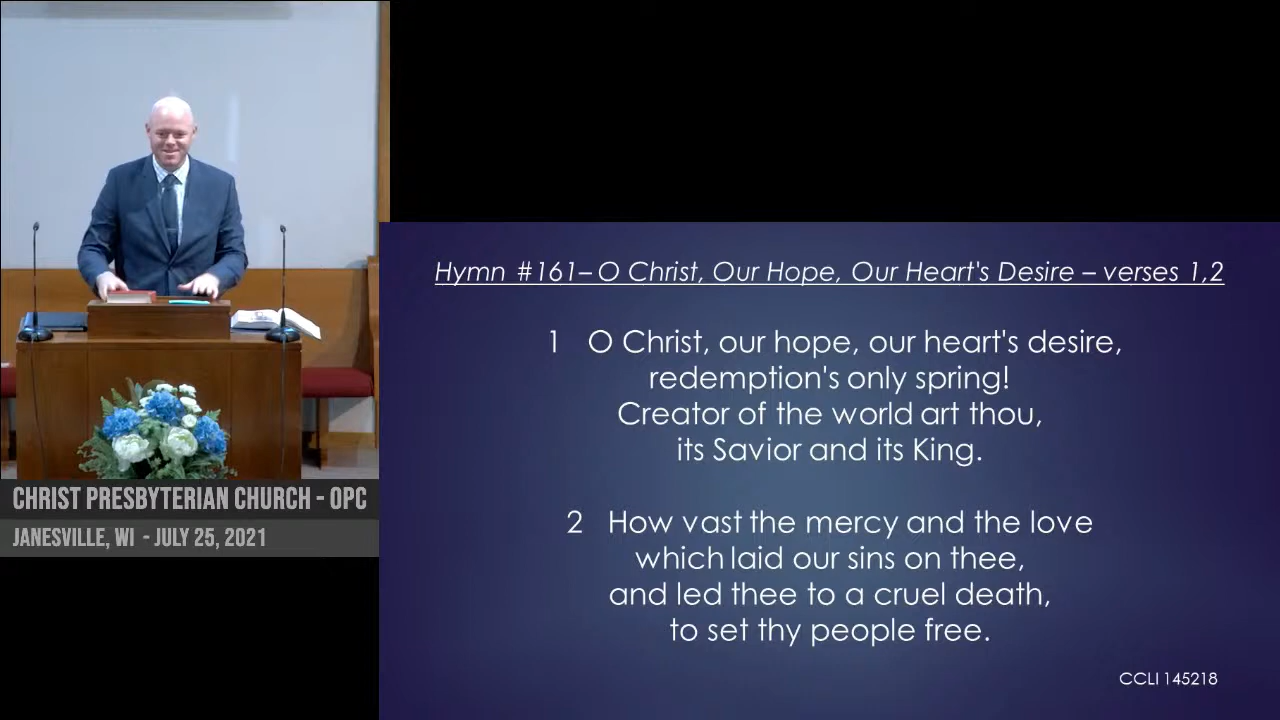 Hymn #161– O Christ, Our Hope, Our Heart's Desire – verses 1,2
1 O Christ, our hope, our heart's desire,
redemption's only spring!
Creator of the world art thou,
its Savior and its King.
2 How vast the mercy and the love
which laid our sins on thee,
and led thee to a cruel death,
to set thy people free.
CCLI 145218
CHRIST PRESBYTERIAN CHURCH - OPC
JANESVILLE, WI - JULY 25, 2021